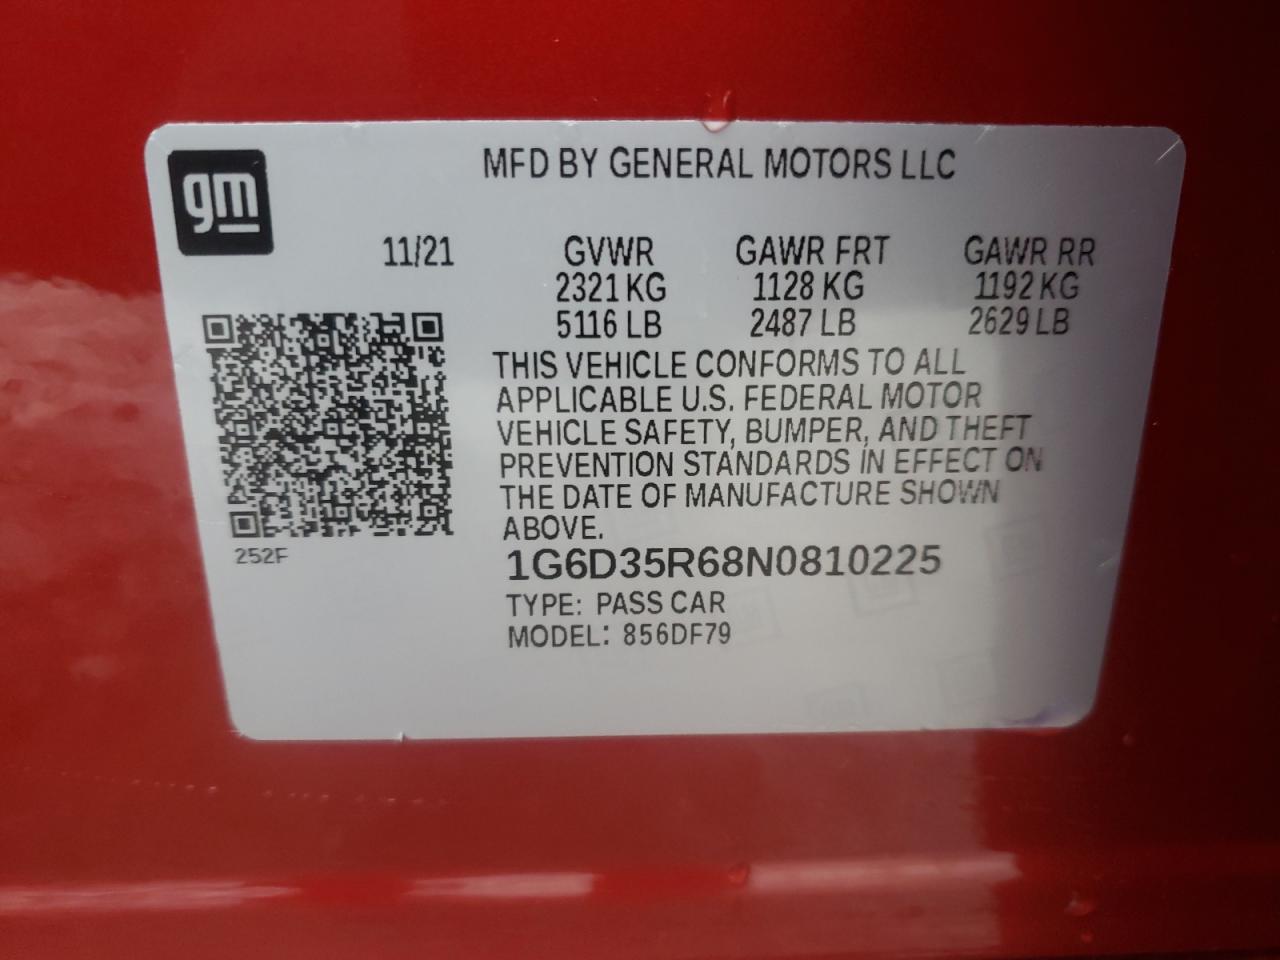 gm
MFD BY GENERAL MOTORS LLC
11/21 GVWR GAWR FRT GAWR RR
2321 KG 1128 KG 1192 KG
5116 LB 2487 LB 2629 LB
THIS VEHICLE CONFORMS TO ALL
APPLICABLE U.S. FEDERAL MOTOR
VEHICLE SAFETY, BUMPER, AND THEFT
PREVENTION STANDARDS IN EFFECT ON
THE DATE OF MANUFACTURE SHOWN
ABOVE.
252F
1G6D35R68N0810225
TYPE: PASS CAR
MODEL: 856DF79